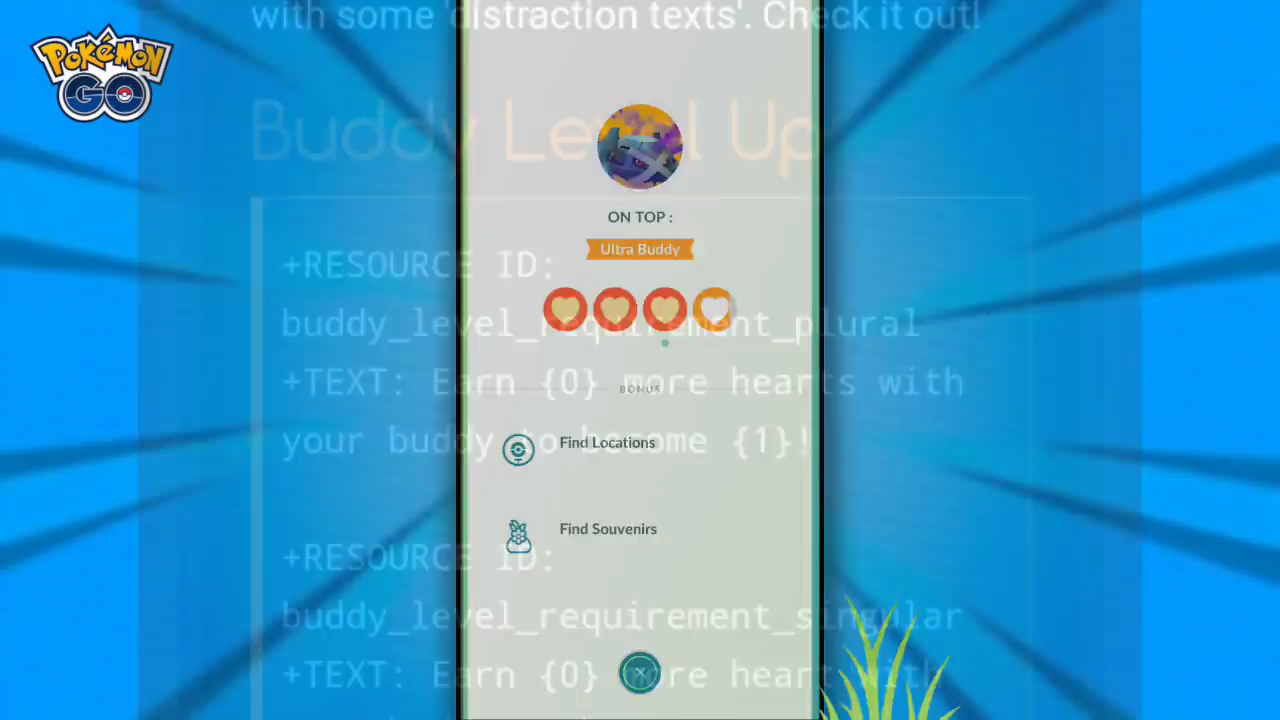 with some 'distraction texts'. Check it out!
POKéMON
GO
Buddy Level Up
ON TOP :
Ultra Buddy
+RESOURCE ID:
buddy_level_requirement_plural
+TEXT: Earn {0} more hearts with
BONUS
your buddy to become {1}!
Find Locations
Find Souvenirs
+RESOURCE ID:
buddy_level_requirement_singular
+TEXT: Earn {0} more heart with